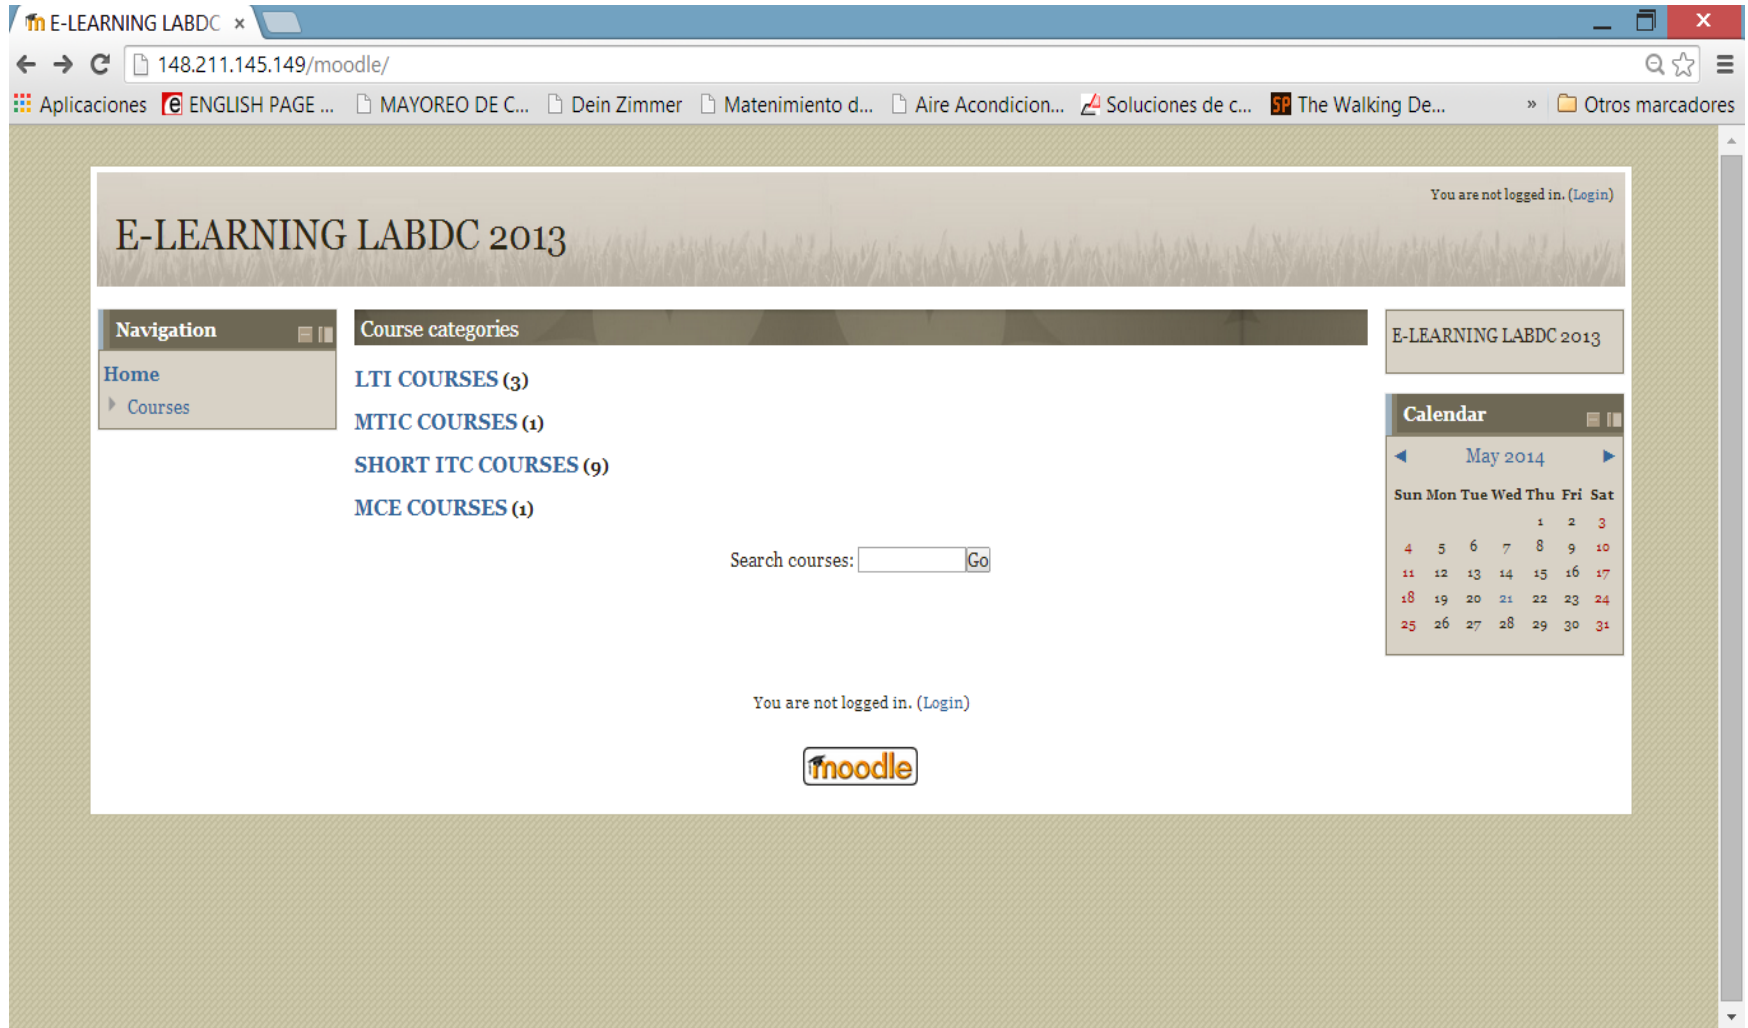 E-LEARNING LABDC
148.211.145.149/moodle/
Aplicaciones ENGLISH PAGE ... MAYOREO DE C... Dein Zimmer Matenimiento d... Aire Acondicion... Soluciones de c... The Walking De... » Otros marcadores
You are not logged in. (Login)
E-LEARNING LABDC 2013
Navigation
Home
Courses
Course categories
LTI COURSES (3)
MTIC COURSES (1)
SHORT ITC COURSES (9)
MCE COURSES (1)
Search courses: Go
You are not logged in. (Login)
moodle
E-LEARNING LABDC 2013
Calendar
May 2014
Sun Mon Tue Wed Thu Fri Sat
1 2 3
4 5 6 7 8 9 10
11 12 13 14 15 16 17
18 19 20 21 22 23 24
25 26 27 28 29 30 31